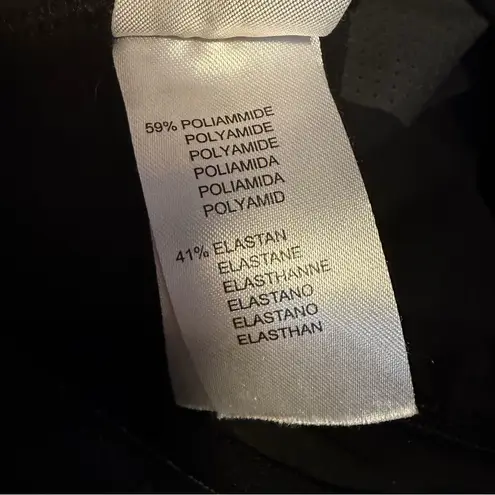 59% POLIAMMIDE
POLYAMIDE
POLYAMIDE
POLIAMIDA
POLIAMIDA
POLYAMID
41% ELASTAN
ELASTANE
ELASTHANNE
ELASTANO
ELASTANO
ELASTHAN